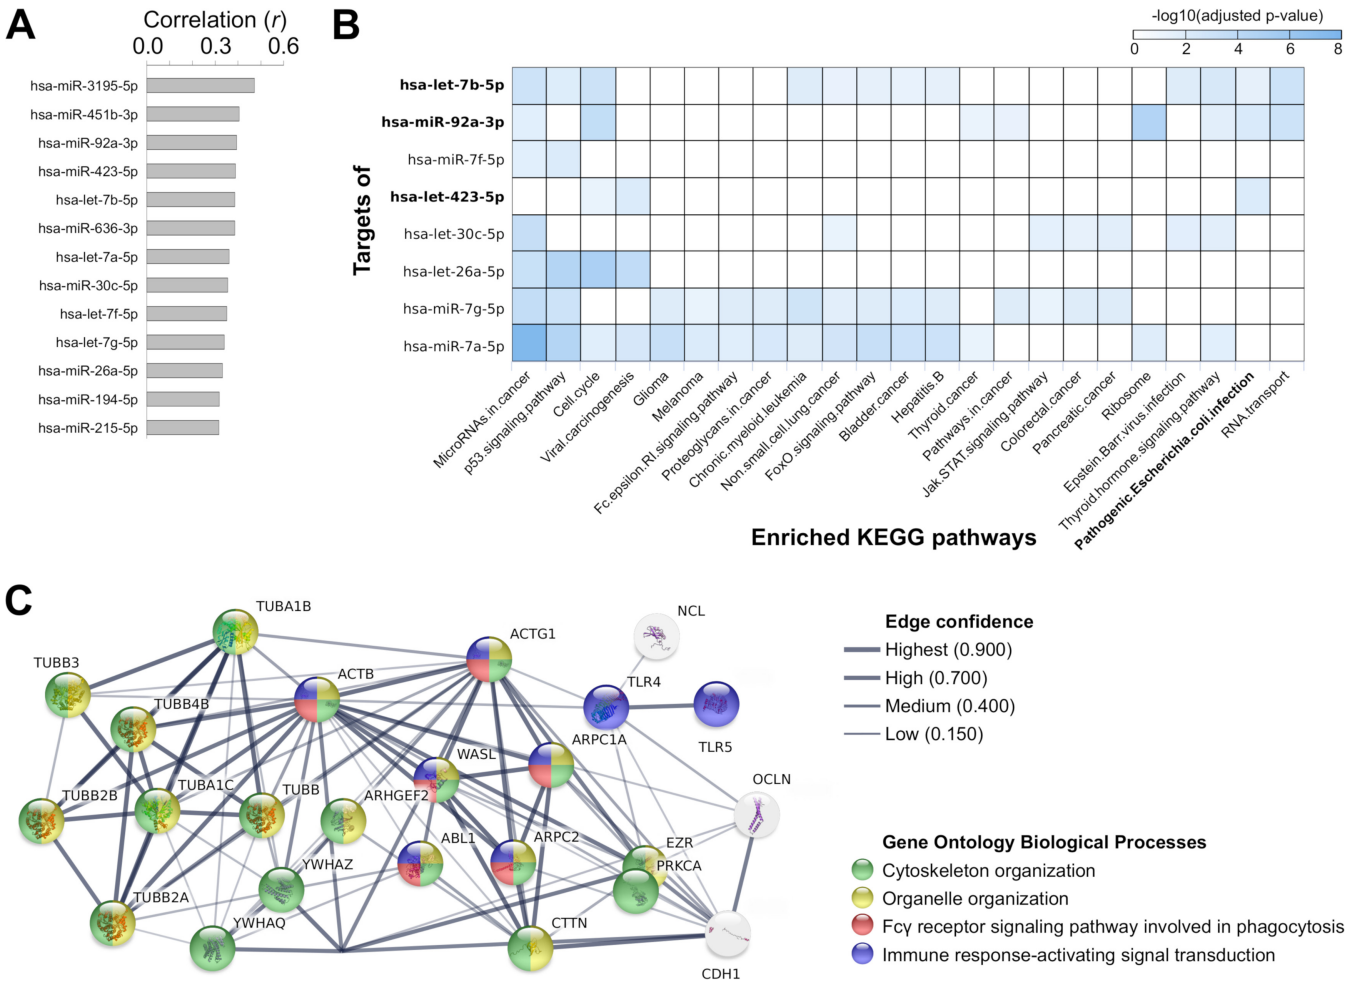 A
Correlation (r)
0.0 0.3 0.6
hsa-miR-3195-5p
hsa-miR-451b-3p
hsa-miR-92a-3p
hsa-miR-423-5p
hsa-let-7b-5p
hsa-miR-636-3p
hsa-let-7a-5p
hsa-miR-30c-5p
hsa-let-7f-5p
hsa-let-7g-5p
hsa-miR-26a-5p
hsa-miR-194-5p
hsa-miR-215-5p
B
-log10(adjusted p-value)
0 2 4 6 8
Targets of
hsa-let-7b-5p
hsa-miR-92a-3p
hsa-miR-7f-5p
hsa-let-423-5p
hsa-let-30c-5p
hsa-let-26a-5p
hsa-miR-7g-5p
hsa-miR-7a-5p
MicroRNAs.in.cancer
p53.signaling.pathway
Cell.cycle
Viral.carcinogenesis
Glioma
Melanoma
Fc.epsilon.RI.signaling.pathway
Proteoglycans.in.cancer
Chronic.myeloid.leukemia
Non.small.cell.lung.cancer
FoxO.signaling.pathway
Bladder.cancer
Hepatitis.B
Thyroid.cancer
Pathways.in.cancer
Jak.STAT.signaling.pathway
Colorectal.cancer
Pancreatic.cancer
Ribosome
Epstein.Barr.virus.infection
Thyroid.hormone.signaling.pathway
Pathogenic.Escherichia.coli.infection
RNA.transport
Enriched KEGG pathways
C
TUBA1B
ACTG1
NCL
TUBB3
ACTB
TLR4
TUBB4B
ARPC1A
TLR5
WASL
OCLN
TUBB2B
TUBA1C
TUBB
ARHGEF2
ABL1
ARPC2
EZR
PRKCA
YWHAZ
TUBB2A
YWHAQ
CTTN
CDH1
Edge confidence
Highest (0.900)
High (0.700)
Medium (0.400)
Low (0.150)
Gene Ontology Biological Processes
Cytoskeleton organization
Organelle organization
Fcγ receptor signaling pathway involved in phagocytosis
Immune response-activating signal transduction